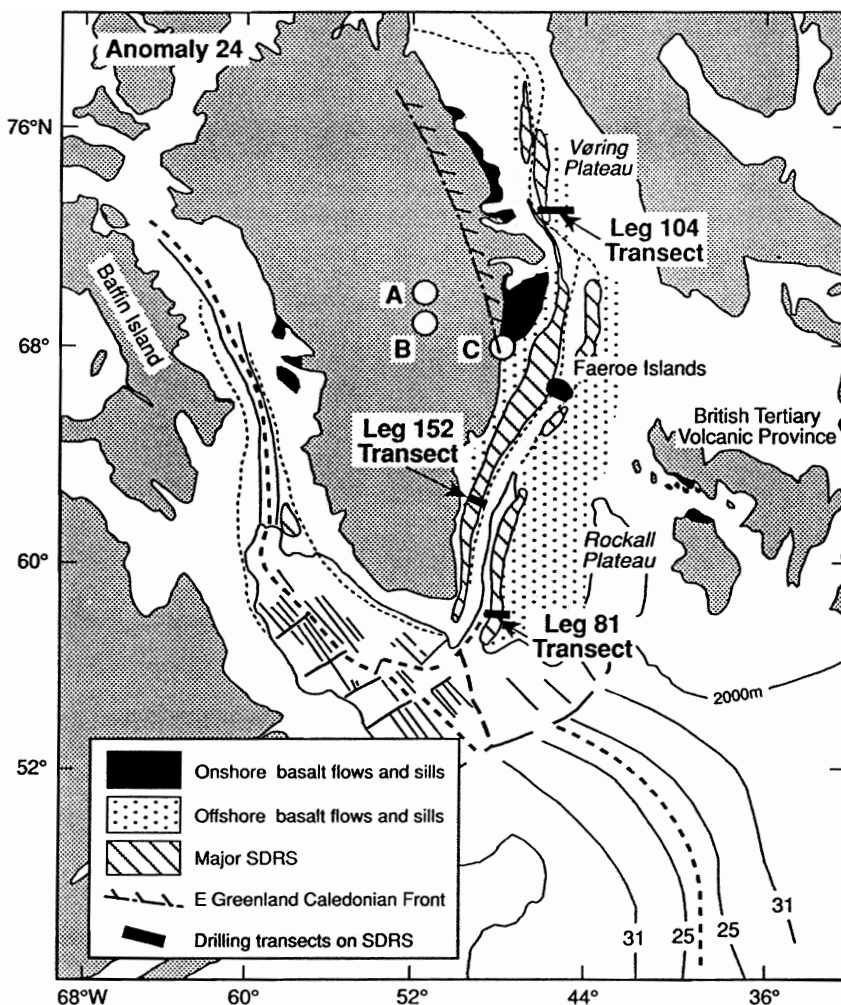 Anomaly 24
76°N
Vøring
Plateau
Leg 104
Transect
Baffin Island
A
B
C
68°
Faeroe Islands
British Tertiary
Volcanic Province
Leg 152
Transect
Rockall
Plateau
60°
Leg 81
Transect
2000m
52°
Onshore basalt flows and sills
Offshore basalt flows and sills
Major SDRS
E Greenland Caledonian Front
Drilling transects on SDRS
31
25
25
31
68°W
60°
52°
44°
36°